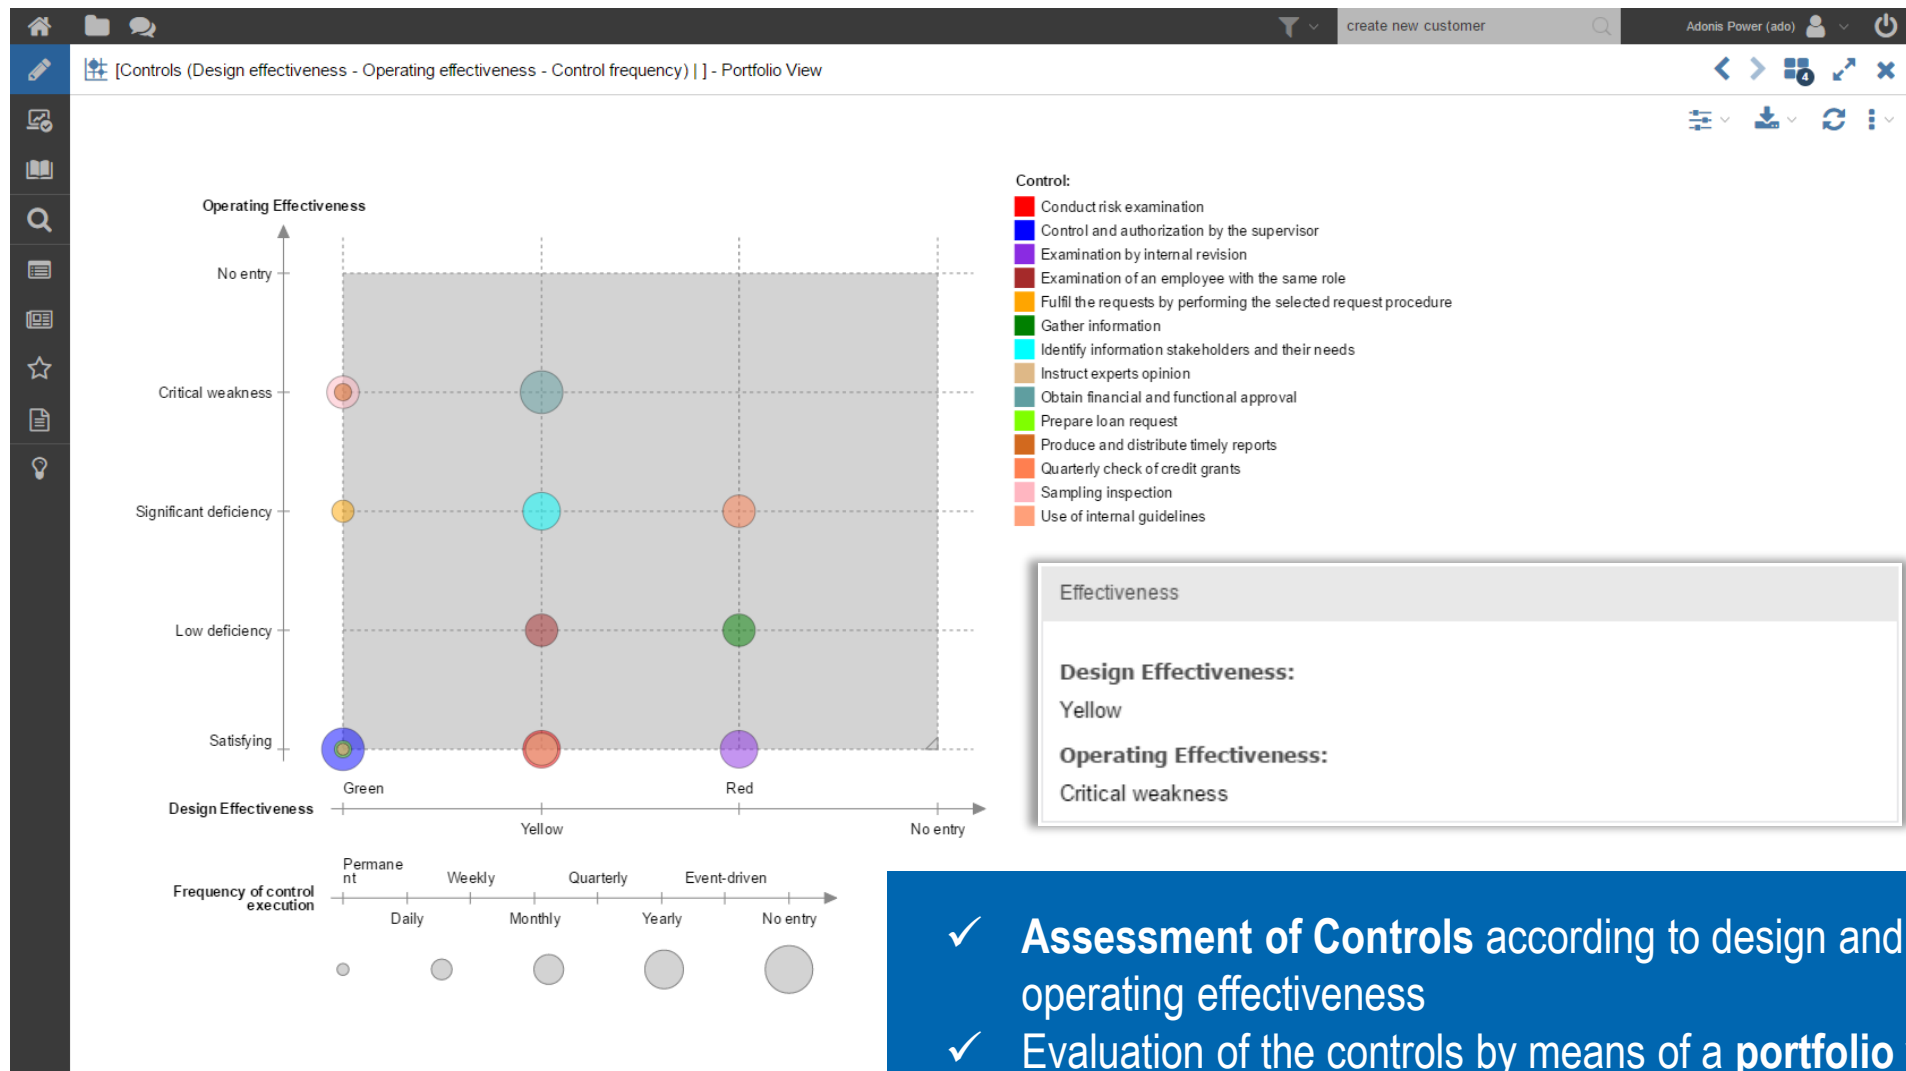 create new customer
Adonis Power (ado)
[Controls (Design effectiveness - Operating effectiveness - Control frequency) | ] - Portfolio View
4
Operating Effectiveness
No entry
Critical weakness
Significant deficiency
Low deficiency
Satisfying
Green
Red
Design Effectiveness
Yellow
No entry
Permane
nt
Weekly
Quarterly
Event-driven
Frequency of control
execution
Daily
Monthly
Yearly
No entry
Control:
Conduct risk examination
Control and authorization by the supervisor
Examination by internal revision
Examination of an employee with the same role
Fulfil the requests by performing the selected request procedure
Gather information
Identify information stakeholders and their needs
Instruct experts opinion
Obtain financial and functional approval
Prepare loan request
Produce and distribute timely reports
Quarterly check of credit grants
Sampling inspection
Use of internal guidelines
Effectiveness
Design Effectiveness:
Yellow
Operating Effectiveness:
Critical weakness
✓ Assessment of Controls according to design and
operating effectiveness
✓ Evaluation of the controls by means of a portfolio